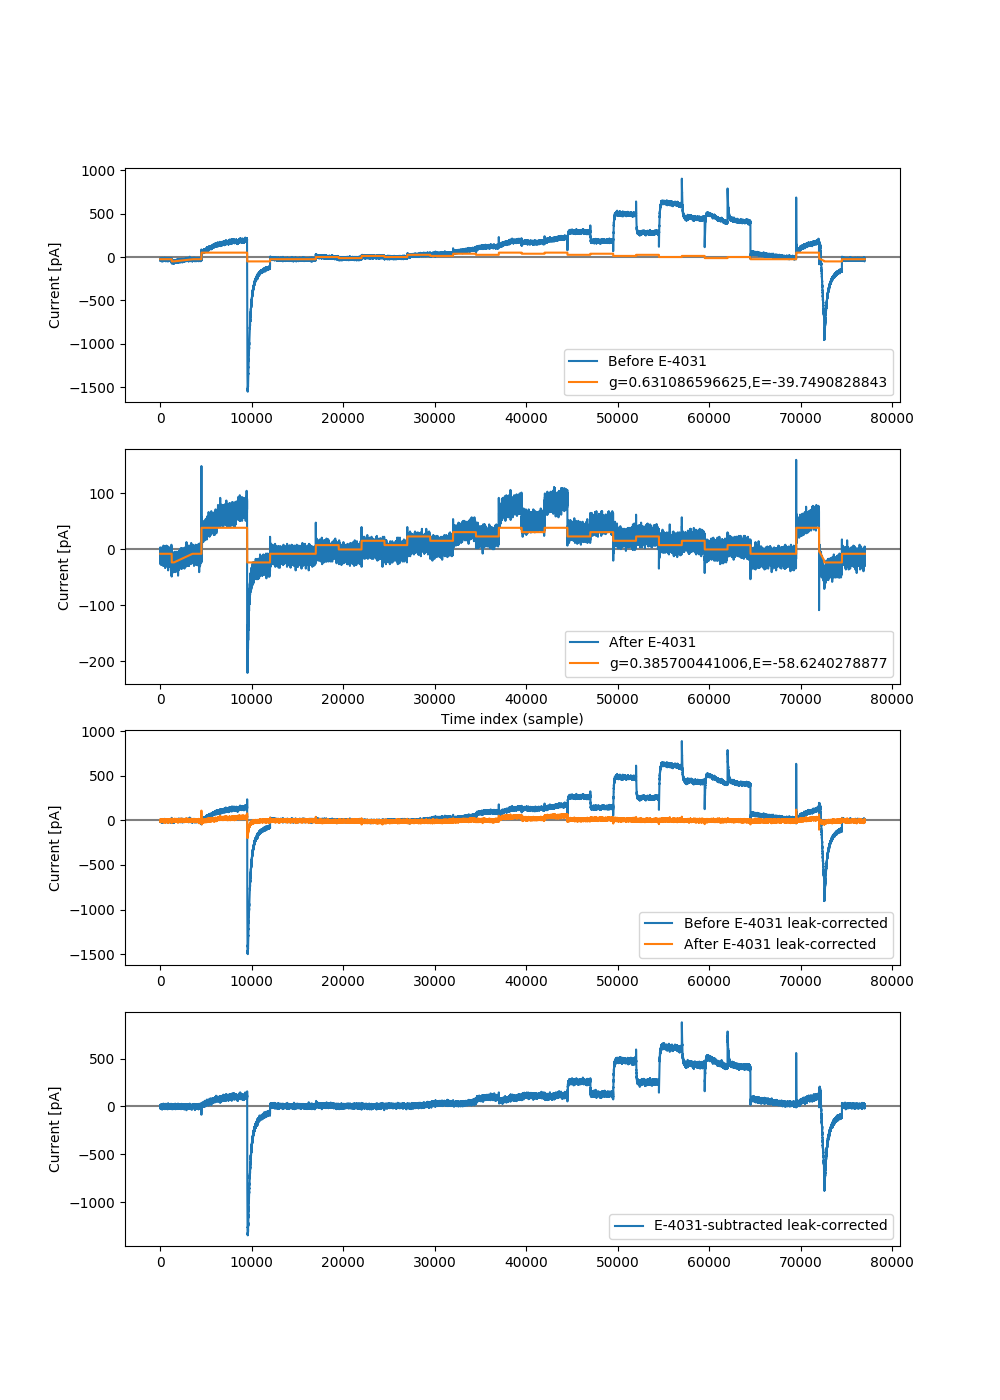 1000
500
0
−500
−1000
−1500
Current [pA]
Before E-4031
g=0.631086596625,E=-39.7490828843
0 10000 20000 30000 40000 50000 60000 70000 80000
100
0
−100
−200
Current [pA]
After E-4031
g=0.385700441006,E=-58.6240278877
0 10000 20000 30000 40000 50000 60000 70000 80000
Time index (sample)
1000
500
0
−500
−1000
−1500
Current [pA]
Before E-4031 leak-corrected
After E-4031 leak-corrected
0 10000 20000 30000 40000 50000 60000 70000 80000
500
0
−500
−1000
Current [pA]
E-4031-subtracted leak-corrected
0 10000 20000 30000 40000 50000 60000 70000 80000